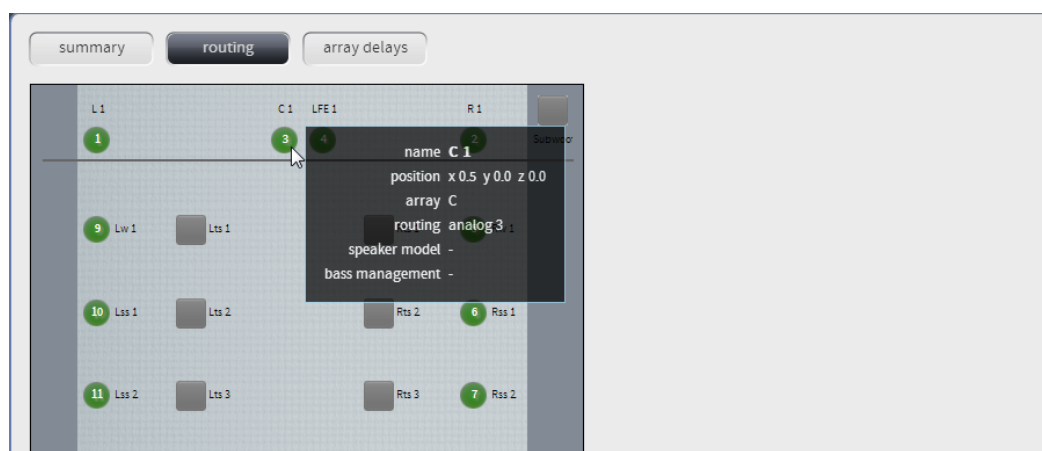 summary routing array delays
L 1 C 1 LFE 1 R 1
1 3 4 2
name C 1
position x 0.5 y 0.0 z 0.0
array C
routing analog 3
speaker model -
bass management -
9 Lw 1 Lts 1
10 Lss 1 Lts 2 Rts 2 6 Rss 1
11 Lss 2 Lts 3 Rts 3 7 Rss 2